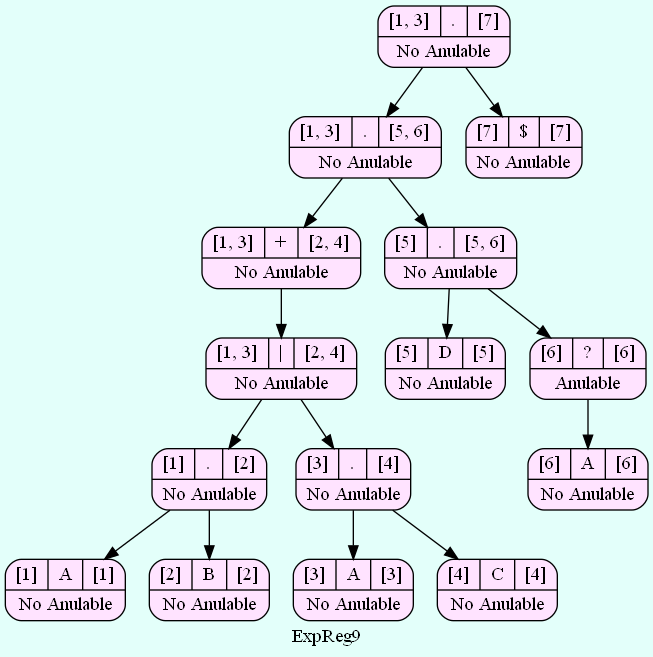 [1, 3] . [7]
No Anulable
[1, 3] . [5, 6]
No Anulable
[7] $ [7]
No Anulable
[1, 3] + [2, 4]
No Anulable
[5] . [5, 6]
No Anulable
[1, 3] | [2, 4]
No Anulable
[5] D [5]
No Anulable
[6] ? [6]
Anulable
[1] . [2]
No Anulable
[3] . [4]
No Anulable
[6] A [6]
No Anulable
[1] A [1]
No Anulable
[2] B [2]
No Anulable
[3] A [3]
No Anulable
[4] C [4]
No Anulable
ExpReg9